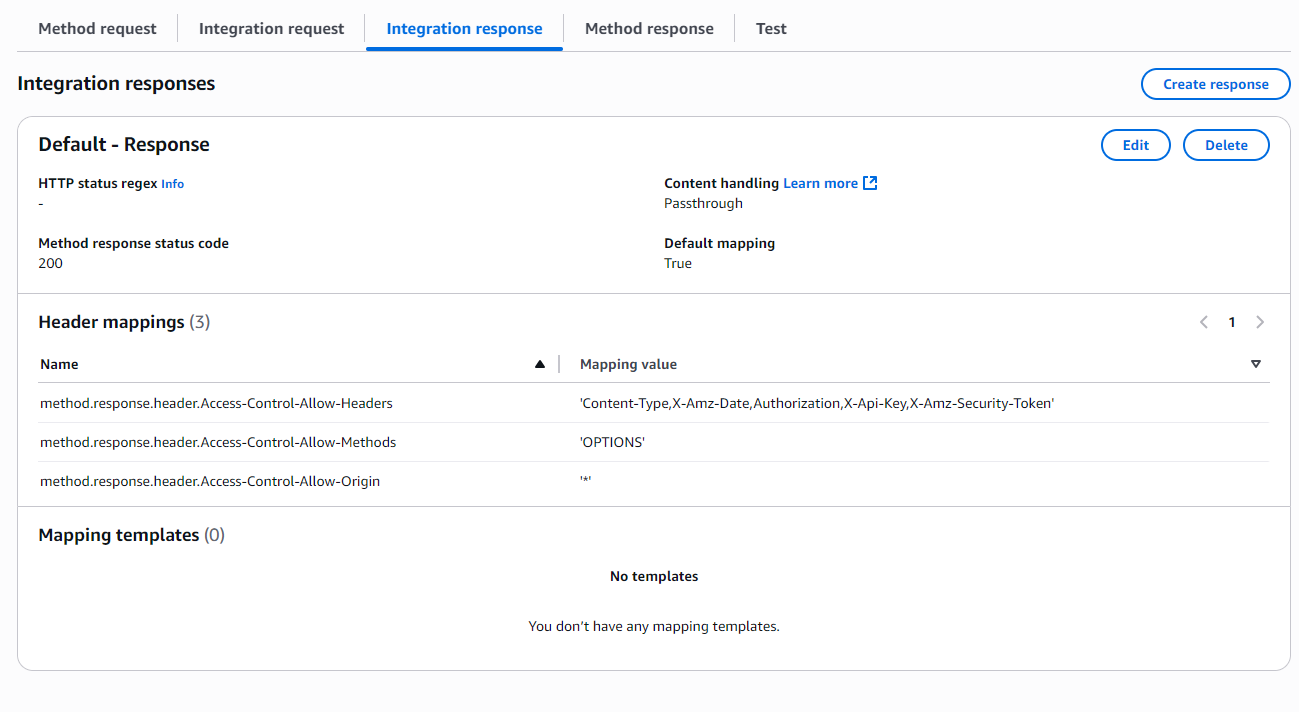 Method request
Integration request
Integration response
Method response
Test
Integration responses
Create response
Default - Response
Edit
Delete
HTTP status regex Info
-
Content handling Learn more
Passthrough
Method response status code
200
Default mapping
True
Header mappings (3)
1
Name
Mapping value
method.response.header.Access-Control-Allow-Headers
'Content-Type,X-Amz-Date,Authorization,X-Api-Key,X-Amz-Security-Token'
method.response.header.Access-Control-Allow-Methods
'OPTIONS'
method.response.header.Access-Control-Allow-Origin
'*'
Mapping templates (0)
No templates
You don’t have any mapping templates.